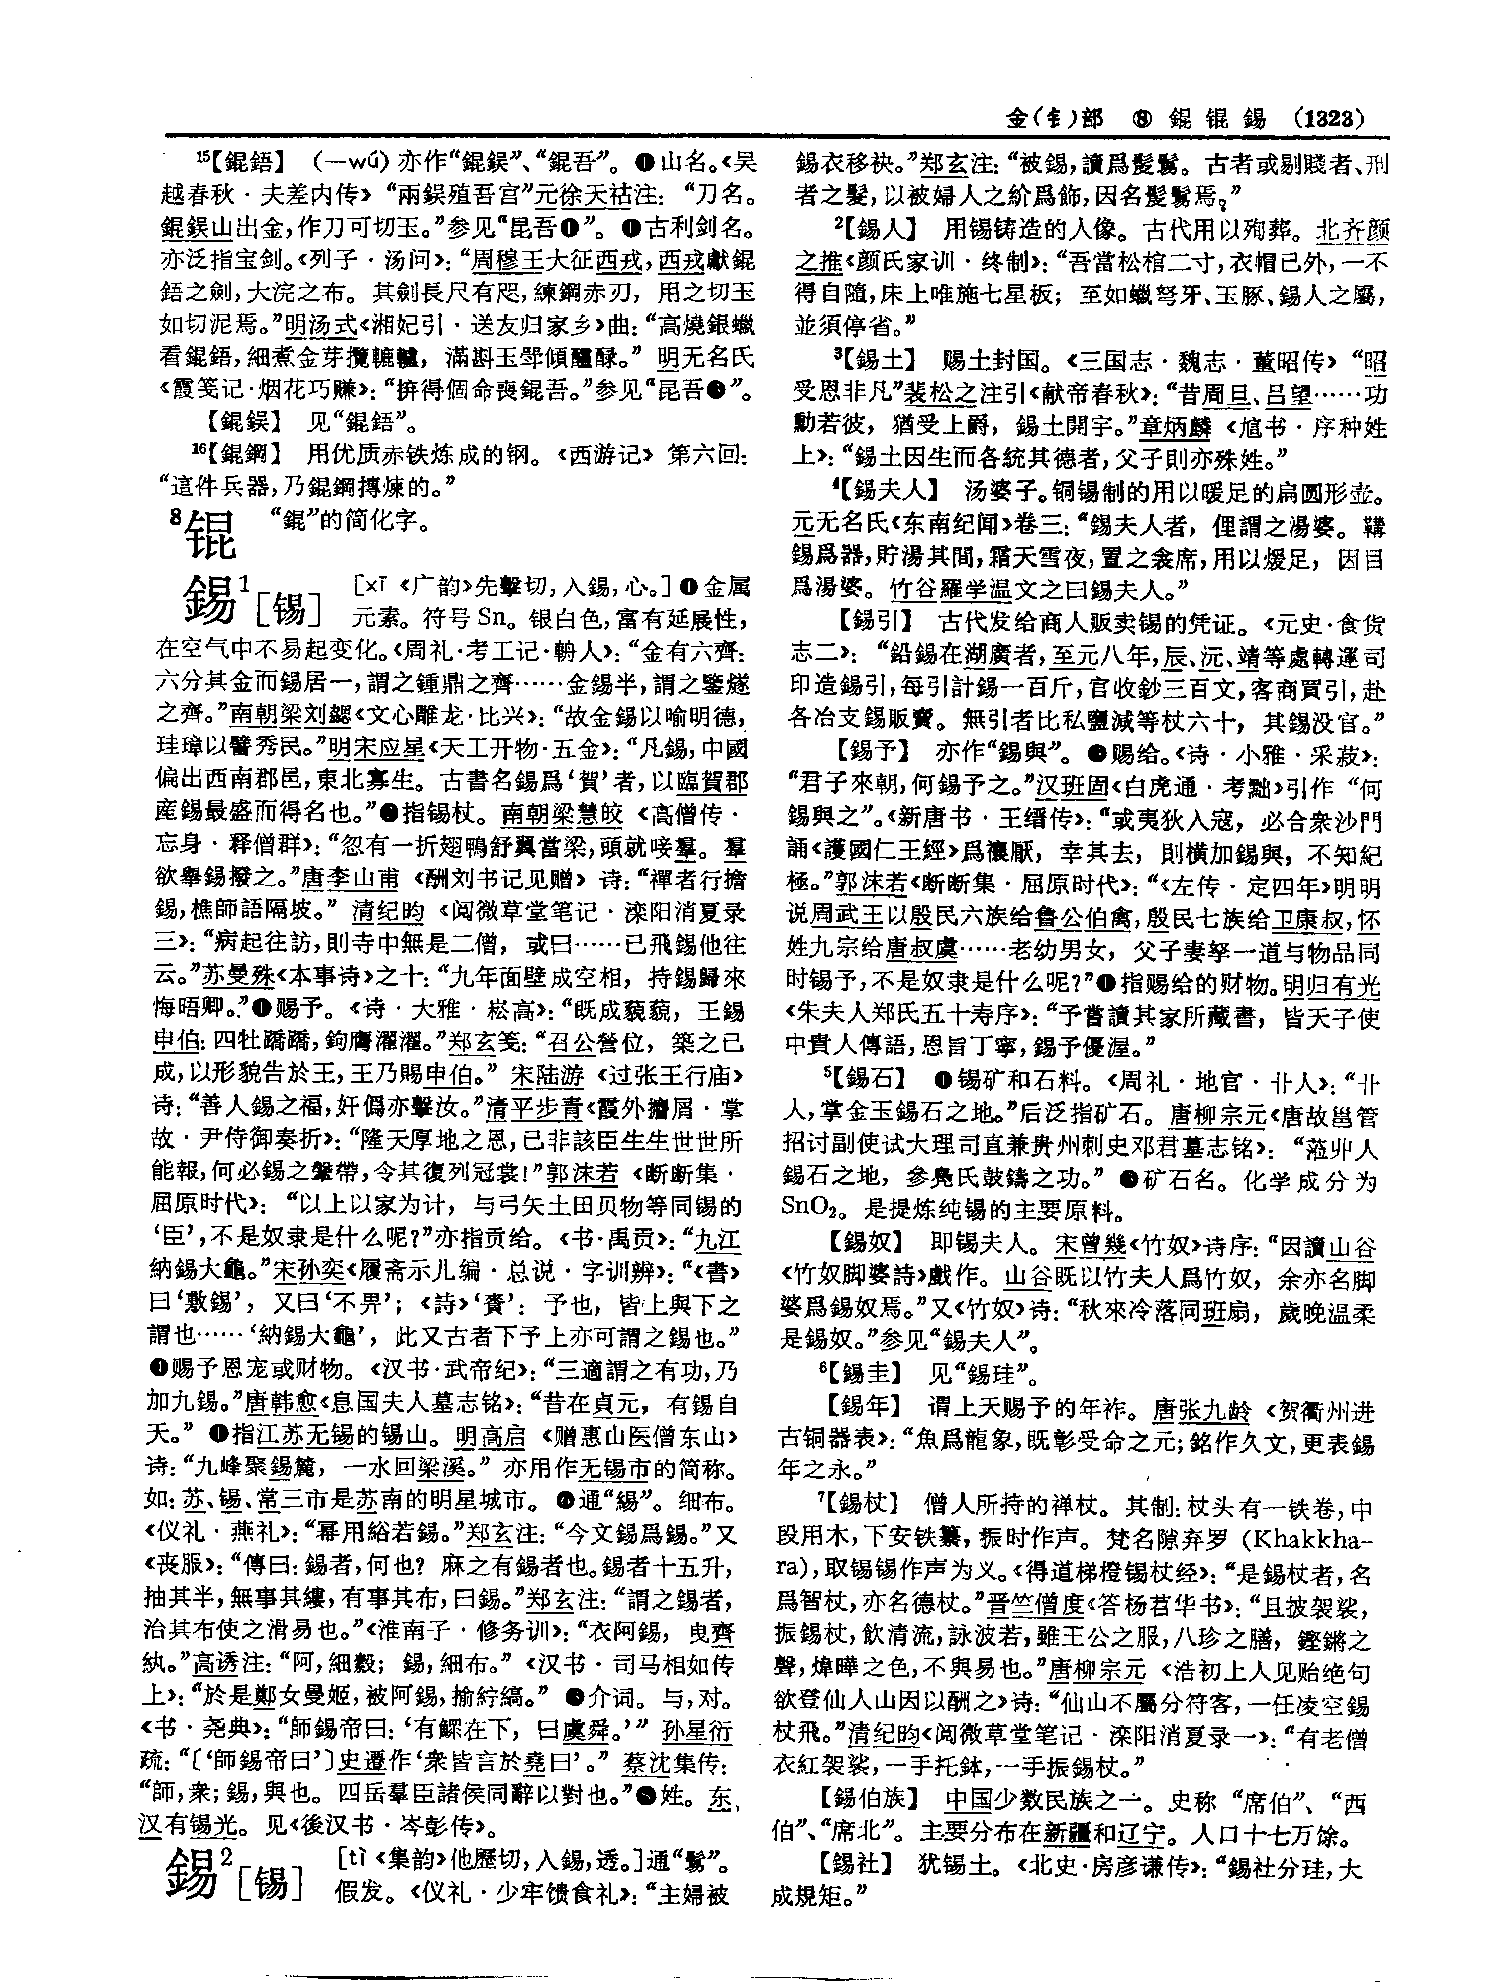 金(钅)部 ⑧ 錕 锟 錫 (1323)
¹⁵【錕鋙】 (—wú)亦作“錕鋘”、“錕吾”。❶山名。《吴
越春秋·夫差内传》“兩鋘殖吾宫”元徐天祜注：“刀名。
錕鋘山出金，作刀可切玉。”参见“昆吾❶”。❷古利剑名。
亦泛指宝剑。《列子·汤问》：“周穆王大征西戎，西戎獻錕
鋙之劍，大浣之布。其劍長尺有咫，練鋼赤刃，用之切玉
如切泥焉。”明汤式《湘妃引·送友归家乡》曲：“高燒銀蠟
看錕鋙，細煮金芽攬轆轤，滿斟玉斝傾醽醁。”明无名氏
《霞笺记·烟花巧赚》：“拚得個命喪錕吾。”参见“昆吾❸”。
【錕鋘】 见“錕鋙”。
¹⁶【錕鋼】 用优质赤铁炼成的钢。《西游记》第六回：
“這件兵器，乃錕鋼摶煉的。”
⁸锟 “錕”的简化字。
錫¹［锡］ ［xī《广韵》先擊切，入錫，心。］❶金属
元素。符号 Sn。银白色，富有延展性，
在空气中不易起变化。《周礼·考工记·輈人》：“金有六齊：
六分其金而錫居一，謂之鍾鼎之齊……金錫半，謂之鑒燧
之齊。”南朝梁刘勰《文心雕龙·比兴》：“故金錫以喻明德，
珪璋以譬秀民。”明宋应星《天工开物·五金》：“凡錫，中國
偏出西南郡邑，東北寡生。古書名錫爲‘賀’者，以臨賀郡
産錫最盛而得名也。”❷指锡杖。南朝梁慧皎《高僧传·
忘身·释僧群》：“忽有一折翅鴨舒翼當梁，頭就唼羣。羣
欲舉錫撥之。”唐李山甫《酬刘书记见赠》诗：“禪者行擔
錫，樵師語隔坡。”清纪昀《阅微草堂笔记·滦阳消夏录
三》：“病起往訪，則寺中無是二僧，或曰……已飛錫他往
云。”苏曼殊《本事诗》之十：“九年面壁成空相，持錫歸來
悔晤卿。”❸赐予。《诗·大雅·崧高》：“既成藐藐，王錫
申伯：四牡蹻蹻，鉤膺濯濯。”郑玄笺：“召公營位，築之已
成，以形貌告於王，王乃賜申伯。”宋陆游《过张王行庙》
诗：“善人錫之福，奸僞亦擊汝。”清平步青《霞外攟屑·掌
故·尹侍御奏折》：“隆天厚地之恩，已非該臣生生世世所
能報，何必錫之鞶帶，令其復列冠裳！”郭沫若《断断集·
屈原时代》：“以上以家为计，与弓矢土田贝物等同锡的
‘臣’，不是奴隶是什么呢？”亦指贡给。《书·禹贡》：“九江
納錫大龜。”宋孙奕《履斋示儿编·总说·字训辨》：“《書》
曰‘敷錫’，又曰‘不畀’；《詩》‘賚’：予也，皆上與下之
謂也……‘納錫大龜’，此又古者下予上亦可謂之錫也。”
❹赐予恩宠或财物。《汉书·武帝纪》：“三適謂之有功，乃
加九錫。”唐韩愈《息国夫人墓志铭》：“昔在貞元，有錫自
天。”❺指江苏无锡的锡山。明高启《赠惠山医僧东山》
诗：“九峰聚錫麓，一水回梁溪。”亦用作无锡市的简称。
如：苏、锡、常三市是苏南的明星城市。❻通“緆”。细布。
《仪礼·燕礼》：“幂用綌若錫。”郑玄注：“今文錫爲緆。”又
《丧服》：“傳曰：錫者，何也？麻之有錫者也。錫者十五升，
抽其半，無事其縷，有事其布，曰錫。”郑玄注：“謂之錫者，
治其布使之滑易也。”《淮南子·修务训》：“衣阿錫，曳齊
紈。”高诱注：“阿，細縠；錫，細布。”《汉书·司马相如传
上》：“於是鄭女曼姬，被阿錫，揄紵縞。”❼介词。与，对。
《书·尧典》：“師錫帝曰：‘有鰥在下，曰虞舜。’”孙星衍
疏：“〔‘師錫帝曰’〕史遷作‘衆皆言於堯曰’。”蔡沈集传：
“師，衆；錫，與也。四岳羣臣諸侯同辭以對也。”❽姓。东
汉有锡光。见《後汉书·岑彭传》。
錫²［锡］ ［tì《集韵》他歷切，入錫，透。］通“鬄”。
假发。《仪礼·少牢馈食礼》：“主婦被
錫衣移袂。”郑玄注：“被錫，讀爲髲鬄。古者或剔賤者、刑
者之髮，以被婦人之紒爲飾，因名髲鬄焉。”
²【錫人】 用锡铸造的人像。古代用以殉葬。北齐颜
之推《颜氏家训·终制》：“吾當松棺二寸，衣帽已外，一不
得自隨，床上唯施七星板；至如蠟弩牙、玉豚、錫人之屬，
並須停省。”
³【錫土】 赐土封国。《三国志·魏志·董昭传》“昭
受恩非凡”裴松之注引《献帝春秋》：“昔周旦、吕望……功
勳若彼，猶受上爵，錫土開宇。”章炳麟《訄书·序种姓
上》：“錫土因生而各統其德者，父子則亦殊姓。”
⁴【錫夫人】 汤婆子。铜锡制的用以暖足的扁圆形壶。
元无名氏《东南纪闻》卷三：“錫夫人者，俚謂之湯婆。鞲
錫爲器，貯湯其間，霜天雪夜，置之衾席，用以煖足，因目
爲湯婆。竹谷羅学温文之曰錫夫人。”
【錫引】 古代发给商人贩卖锡的凭证。《元史·食货
志二》：“鉛錫在湖廣者，至元八年，辰、沅、靖等處轉運司
印造錫引，每引計錫一百斤，官收鈔三百文，客商買引，赴
各冶支錫販賣。無引者比私鹽減等杖六十，其錫没官。”
【錫予】 亦作“錫與”。❶赐给。《诗·小雅·采菽》：
“君子來朝，何錫予之。”汉班固《白虎通·考黜》引作“何
錫與之”。《新唐书·王缙传》：“或夷狄入寇，必合衆沙門
誦《護國仁王經》爲禳厭，幸其去，則横加錫與，不知紀
極。”郭沫若《断断集·屈原时代》：“《左传·定四年》明明
说周武王以殷民六族给鲁公伯禽，殷民七族给卫康叔，怀
姓九宗给唐叔虞……老幼男女，父子妻孥一道与物品同
时锡予，不是奴隶是什么呢？”❷指赐给的财物。明归有光
《朱夫人郑氏五十寿序》：“予嘗讀其家所藏書，皆天子使
中貴人傳語，恩旨丁寧，錫予優渥。”
⁵【錫石】 ❶锡矿和石料。《周礼·地官·卝人》：“卝
人，掌金玉錫石之地。”后泛指矿石。唐柳宗元《唐故邕管
招讨副使试大理司直兼贵州刺史邓君墓志铭》：“蒞丱人
錫石之地，參鳧氏鼓鑄之功。”❷矿石名。化学成分为
SnO₂。是提炼纯锡的主要原料。
【錫奴】 即锡夫人。宋曾幾《竹奴》诗序：“因讀山谷
《竹奴脚婆詩》戲作。山谷既以竹夫人爲竹奴，余亦名脚
婆爲錫奴焉。”又《竹奴》诗：“秋來冷落同班扇，歲晚温柔
是錫奴。”参见“錫夫人”。
⁶【錫圭】 见“錫珪”。
【錫年】 谓上天赐予的年祚。唐张九龄《贺衢州进
古铜器表》：“魚爲龍象，既彰受命之元；銘作久文，更表錫
年之永。”
⁷【錫杖】 僧人所持的禅杖。其制：杖头有一铁卷，中
段用木，下安铁纂，振时作声。梵名隙弃罗（Khakkha-
ra），取锡锡作声为义。《得道梯橙锡杖经》：“是錫杖者，名
爲智杖，亦名德杖。”晋竺僧度《答杨苕华书》：“且披袈裟，
振錫杖，飲清流，詠波若，雖王公之服，八珍之膳，鏗鏘之
聲，煒曄之色，不與易也。”唐柳宗元《浩初上人见贻绝句
欲登仙人山因以酬之》诗：“仙山不屬分符客，一任凌空錫
杖飛。”清纪昀《阅微草堂笔记·滦阳消夏录一》：“有老僧
衣紅袈裟，一手托鉢，一手振錫杖。”
【錫伯族】 中国少数民族之一。史称“席伯”、“西
伯”、“席北”。主要分布在新疆和辽宁。人口十七万馀。
【錫社】 犹锡土。《北史·房彦谦传》：“錫社分珪，大
成規矩。”